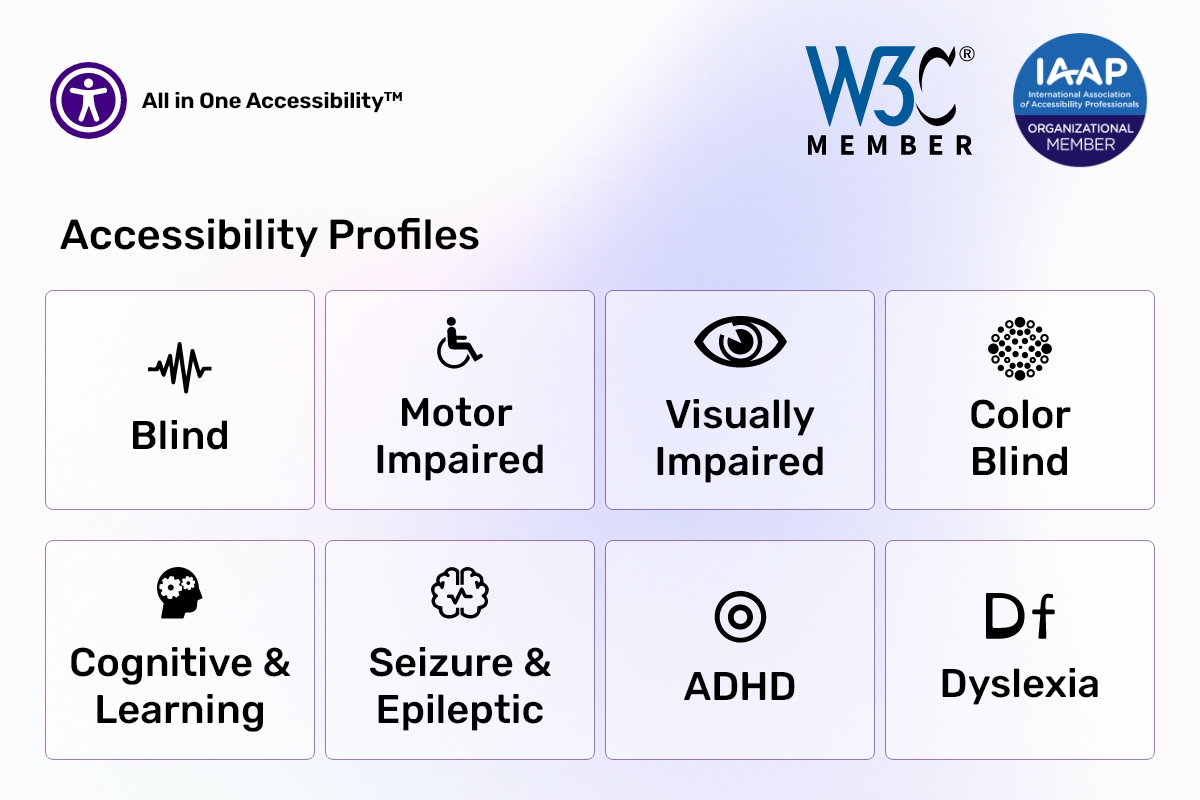 All in One Accessibility™
W3C®
MEMBER
IAAP
International Association
of Accessibility Professionals
ORGANIZATIONAL
MEMBER
Accessibility Profiles
Blind
Motor
Impaired
Visually
Impaired
Color
Blind
Cognitive &
Learning
Seizure &
Epileptic
ADHD
Df
Dyslexia